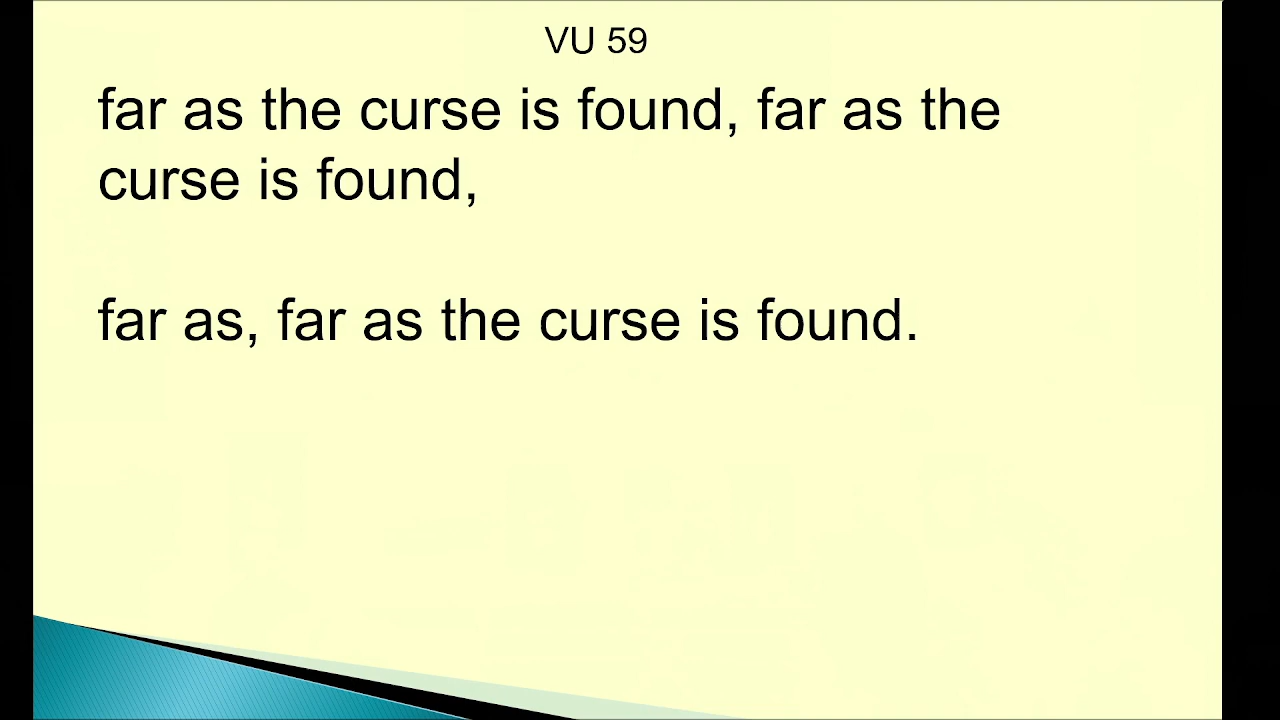 VU 59
far as the curse is found, far as the
curse is found,
far as, far as the curse is found.